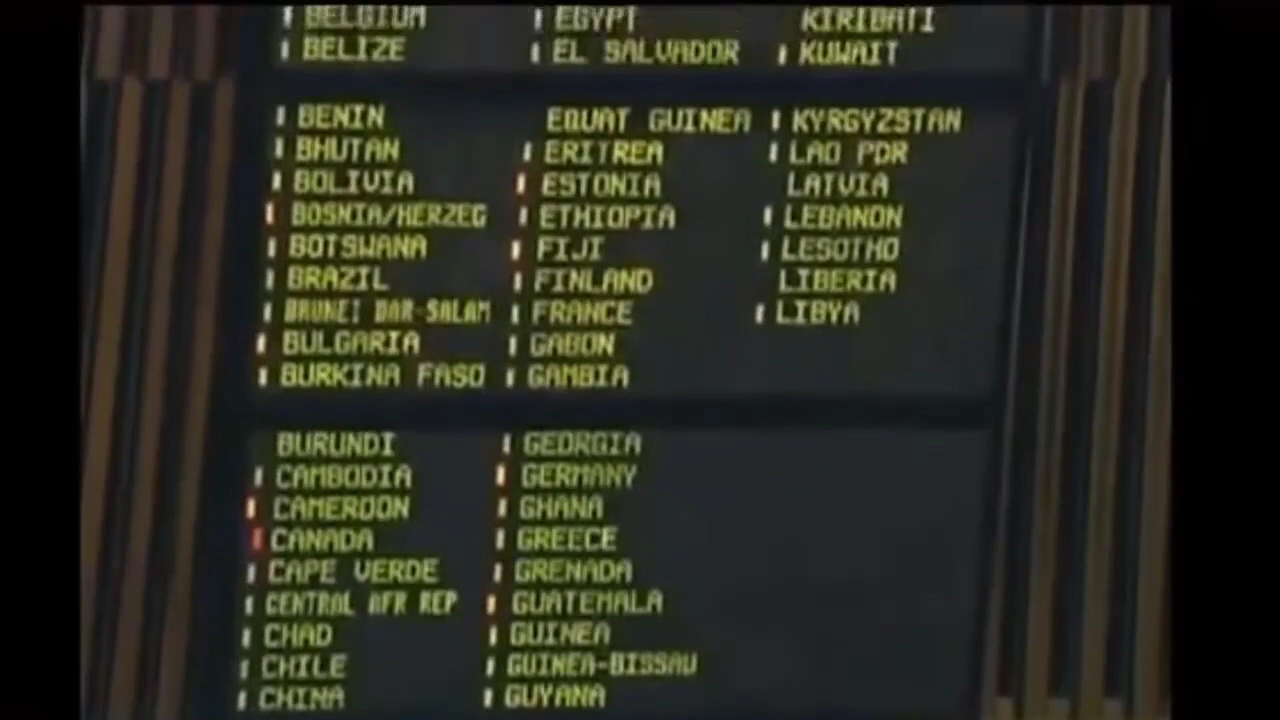 BELGIUM
BELIZE
BENIN
BHUTAN
BOLIVIA
BOSNIA/HERZEG
BOTSWANA
BRAZIL
BRUNEI DAR-SALAM
BULGARIA
BURKINA FASO
BURUNDI
CAMBODIA
CAMEROON
CANADA
CAPE VERDE
CENTRAL AFR REP
CHAD
CHILE
CHINA
EGYPT
EL SALVADOR
EQUAT GUINEA
ERITREA
ESTONIA
ETHIOPIA
FIJI
FINLAND
FRANCE
GABON
GAMBIA
GEORGIA
GERMANY
GHANA
GREECE
GRENADA
GUATEMALA
GUINEA
GUINEA-BISSAU
GUYANA
KIRIBATI
KUWAIT
KYRGYZSTAN
LAO PDR
LATVIA
LEBANON
LESOTHO
LIBERIA
LIBYA